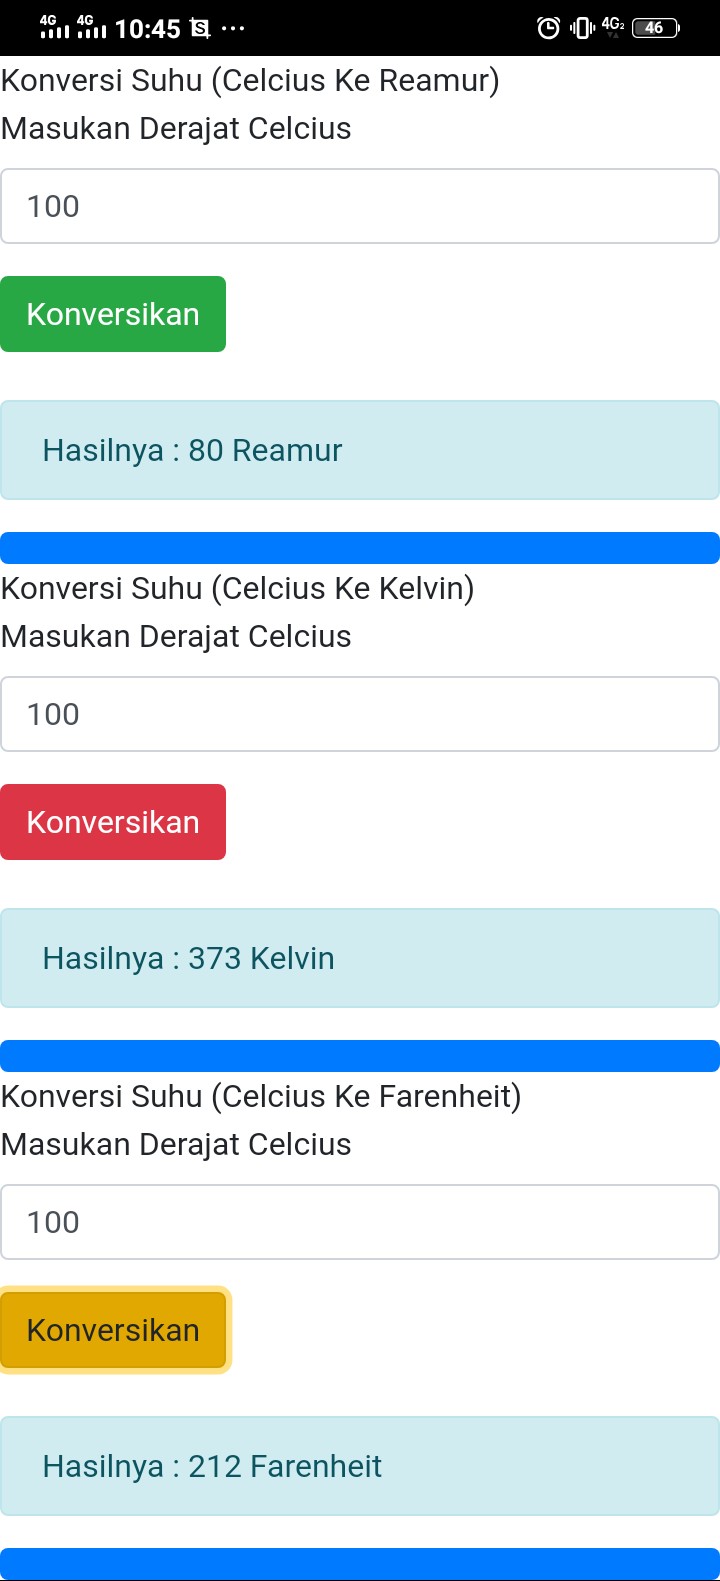 4G 4G 10:45 S ... 4G2 46
Konversi Suhu (Celcius Ke Reamur)
Masukan Derajat Celcius
100
Konversikan
Hasilnya : 80 Reamur
Konversi Suhu (Celcius Ke Kelvin)
Masukan Derajat Celcius
100
Konversikan
Hasilnya : 373 Kelvin
Konversi Suhu (Celcius Ke Farenheit)
Masukan Derajat Celcius
100
Konversikan
Hasilnya : 212 Farenheit